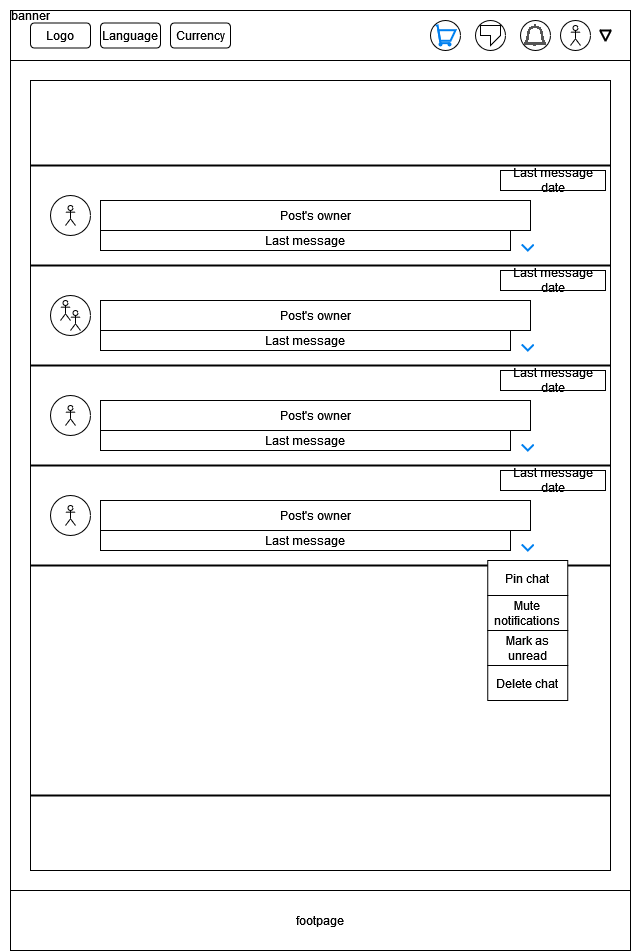 banner
Logo
Language
Currency
Last message
date
Post's owner
Last message
Last message
date
Post's owner
Last message
Last message
date
Post's owner
Last message
Last message
date
Post's owner
Last message
Pin chat
Mute
notifications
Mark as
unread
Delete chat
footpage